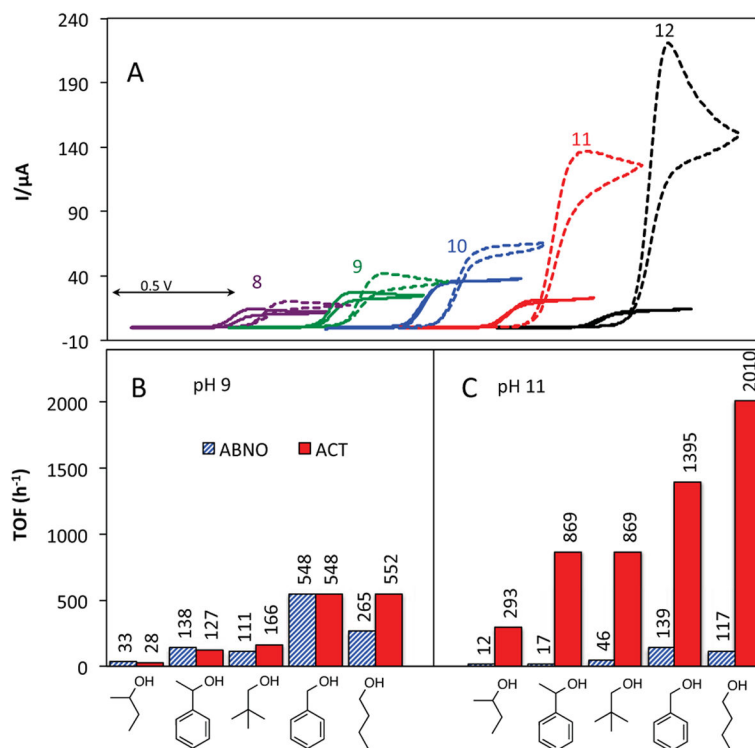 240
190
140
90
40
-10
I/µA
A
12
11
10
9
8
0.5 V
B pH 9
C pH 11
ABNO ACT
2000
1500
1000
500
0
TOF (h⁻¹)
33 28 138 127 111 166 548 548 265 552
12 293 17 869 46 869 139 1395 117 2010
OH OH OH OH OH
OH OH OH OH OH